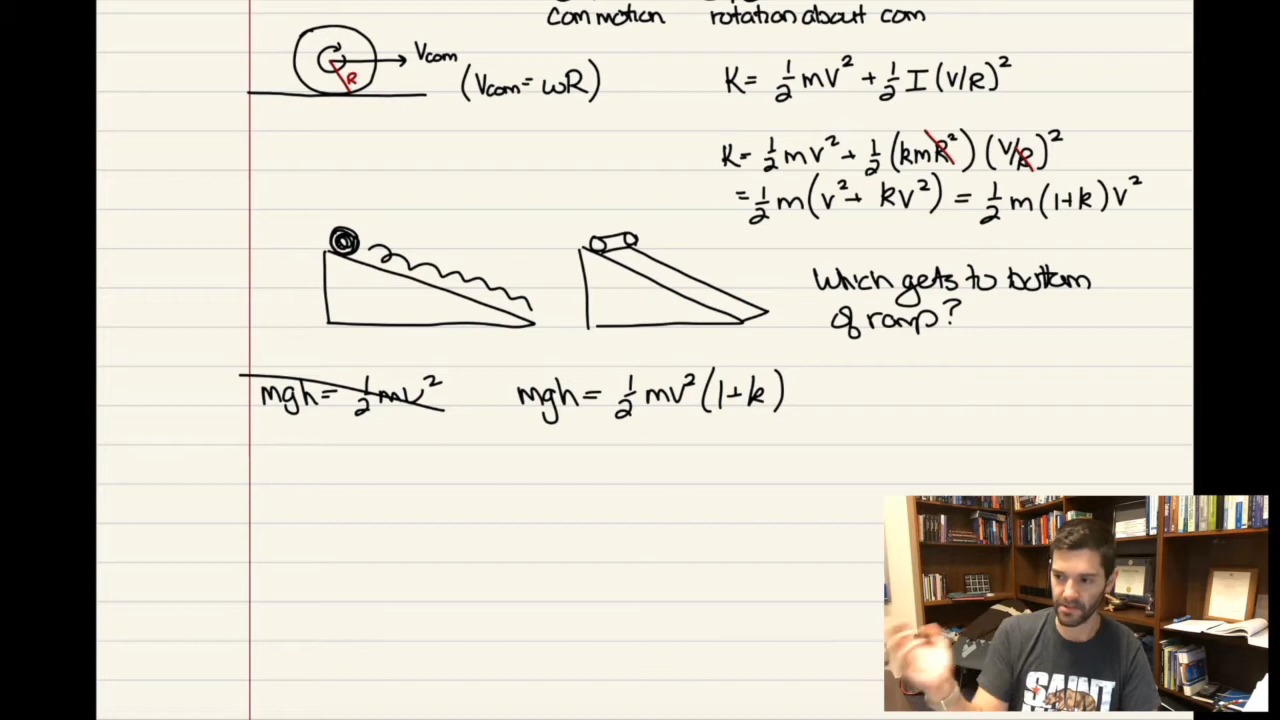 com motion rotation about com
Vcom
R
(Vcom = ωR)
K = 1/2 mv² + 1/2 I (v/R)²
K = 1/2 mv² + 1/2 (kmR²) (v/R)²
= 1/2 m(v² + kv²) = 1/2 m(1+k)v²
Which gets to bottom
of ramp?
mgh = 1/2 mv² mgh = 1/2 mv²(1+k)
SAINT